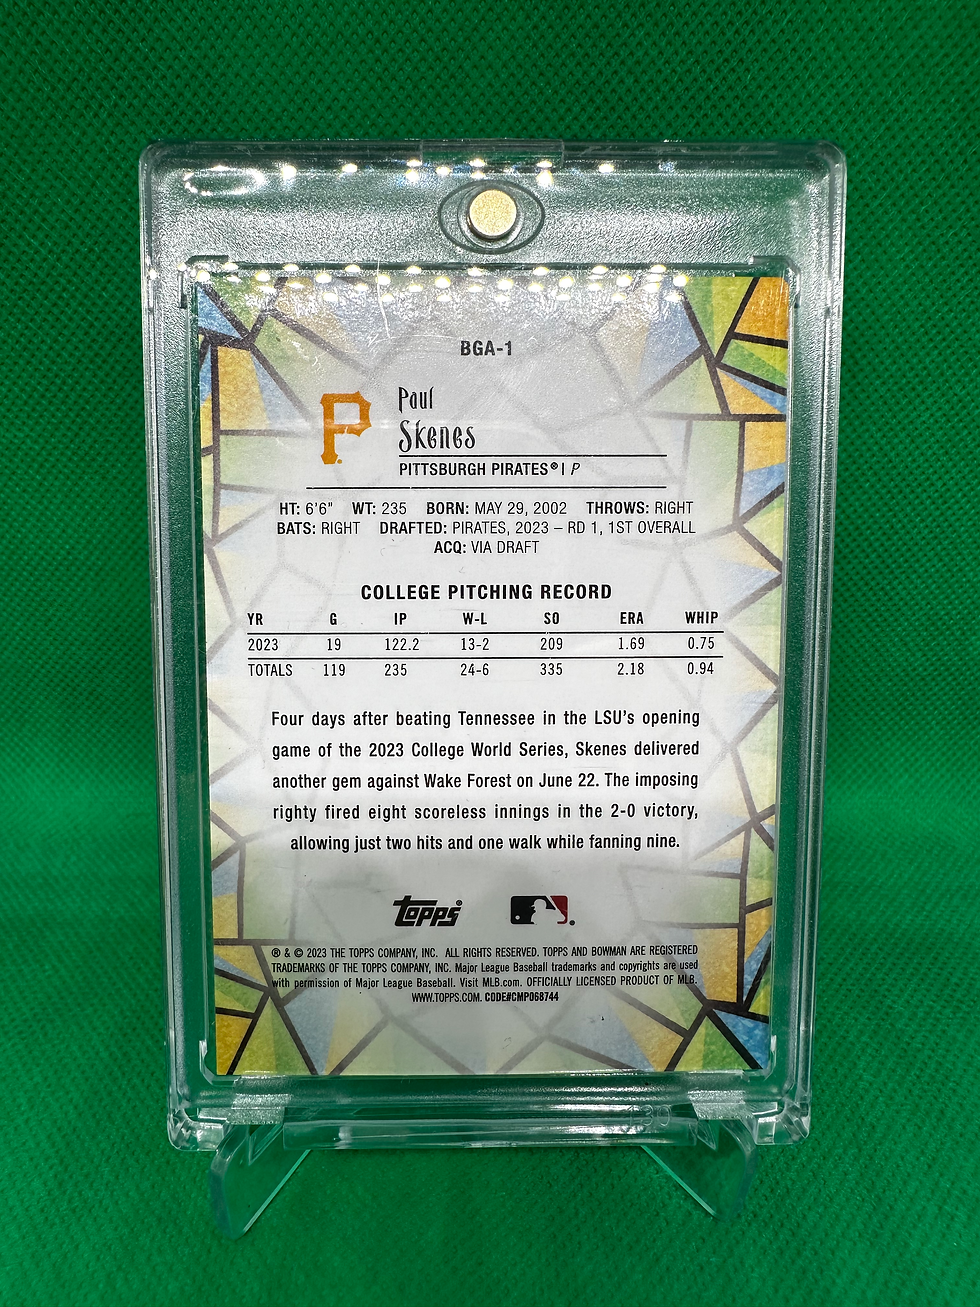 BGA-1
P
Paul
Skenes
PITTSBURGH PIRATES® | P
HT: 6'6" WT: 235 BORN: MAY 29, 2002 THROWS: RIGHT
BATS: RIGHT DRAFTED: PIRATES, 2023 – RD 1, 1ST OVERALL
ACQ: VIA DRAFT
COLLEGE PITCHING RECORD
YR G IP W-L SO ERA WHIP
2023 19 122.2 13-2 209 1.69 0.75
TOTALS 119 235 24-6 335 2.18 0.94
Four days after beating Tennessee in the LSU's opening
game of the 2023 College World Series, Skenes delivered
another gem against Wake Forest on June 22. The imposing
righty fired eight scoreless innings in the 2-0 victory,
allowing just two hits and one walk while fanning nine.
topps®
® & © 2023 THE TOPPS COMPANY, INC. ALL RIGHTS RESERVED. TOPPS AND BOWMAN ARE REGISTERED
TRADEMARKS OF THE TOPPS COMPANY, INC. Major League Baseball trademarks and copyrights are used
with permission of Major League Baseball. Visit MLB.com. OFFICIALLY LICENSED PRODUCT OF MLB.
WWW.TOPPS.COM. CODE#CMP068744